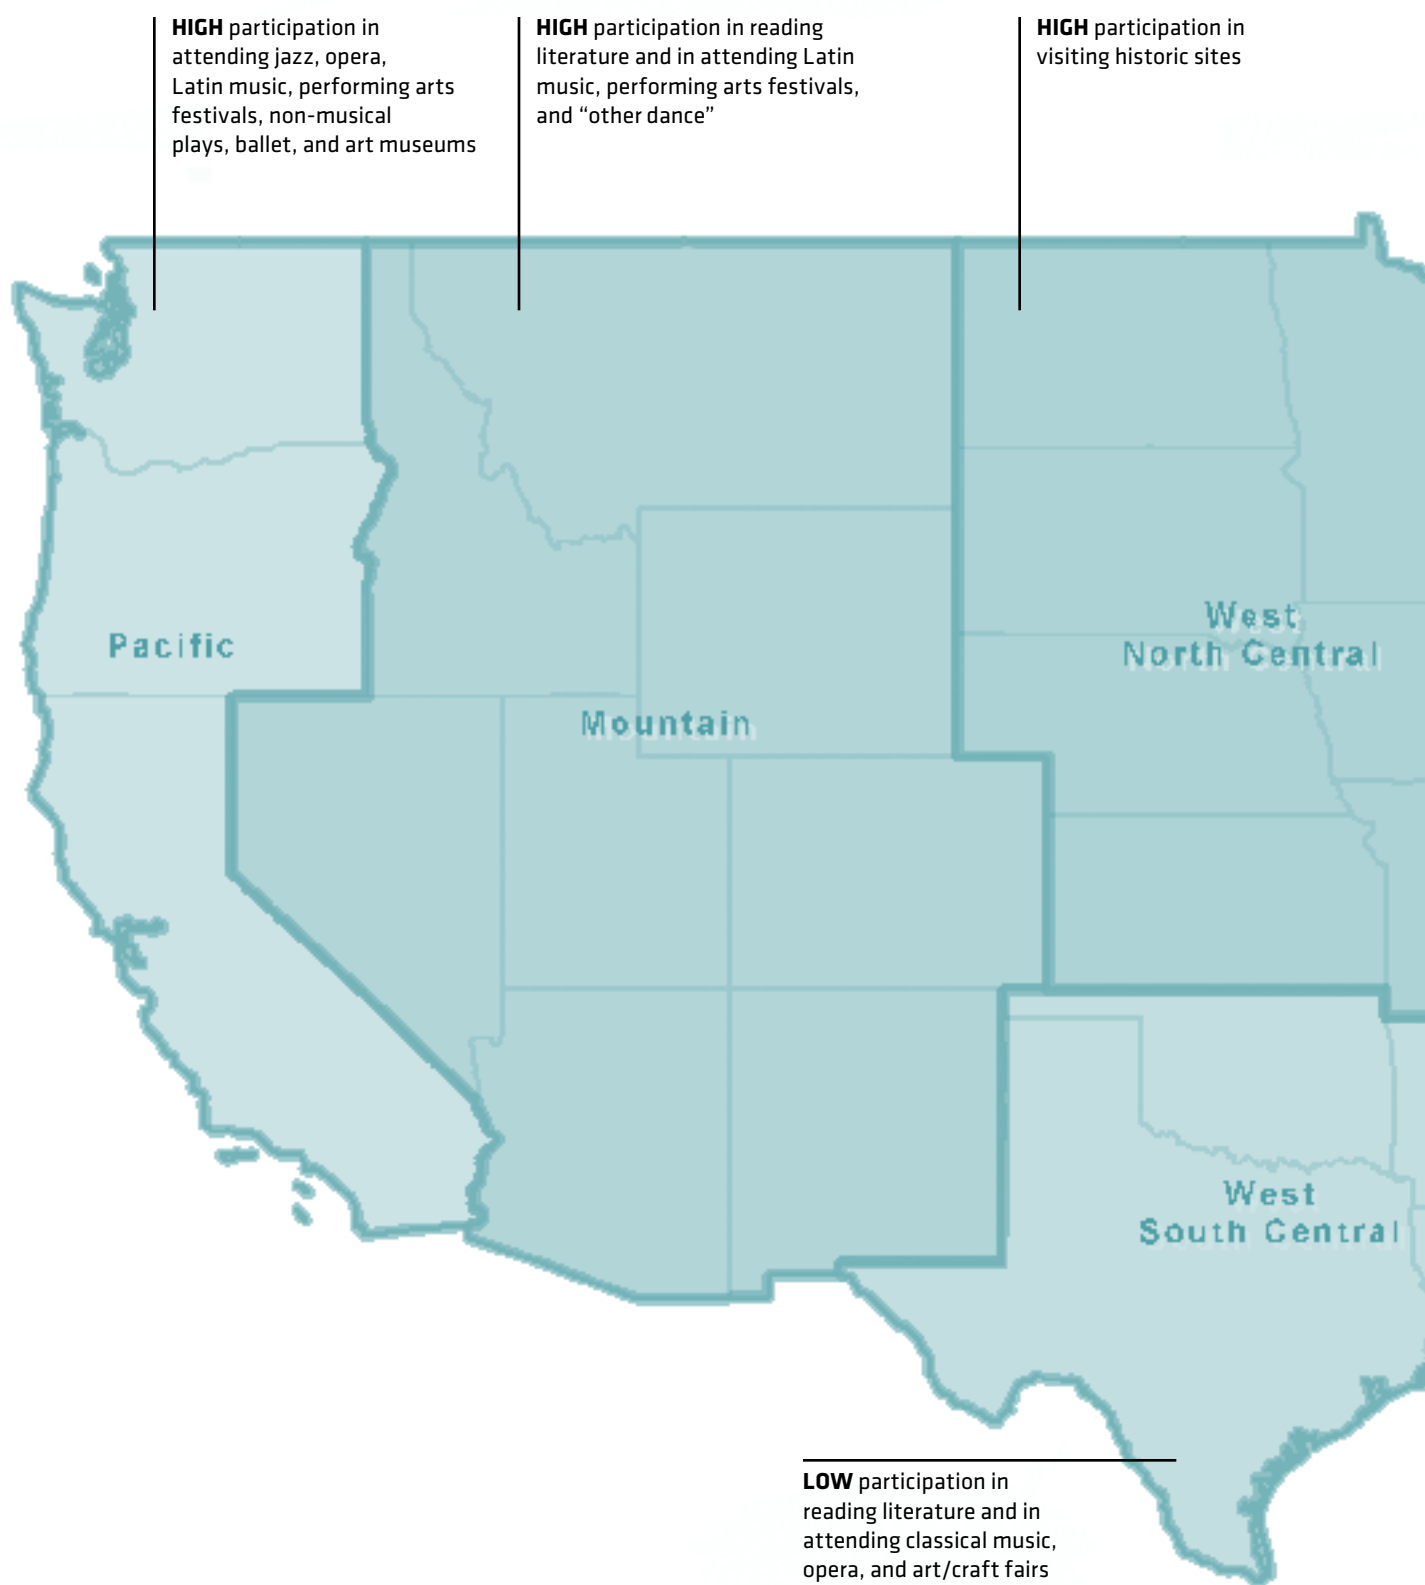 HIGH participation in
attending jazz, opera,
Latin music, performing arts
festivals, non-musical
plays, ballet, and art museums
HIGH participation in reading
literature and in attending Latin
music, performing arts festivals,
and “other dance”
HIGH participation in
visiting historic sites
Pacific
Mountain
West
North Central
West
South Central
LOW participation in
reading literature and in
attending classical music,
opera, and art/craft fairs